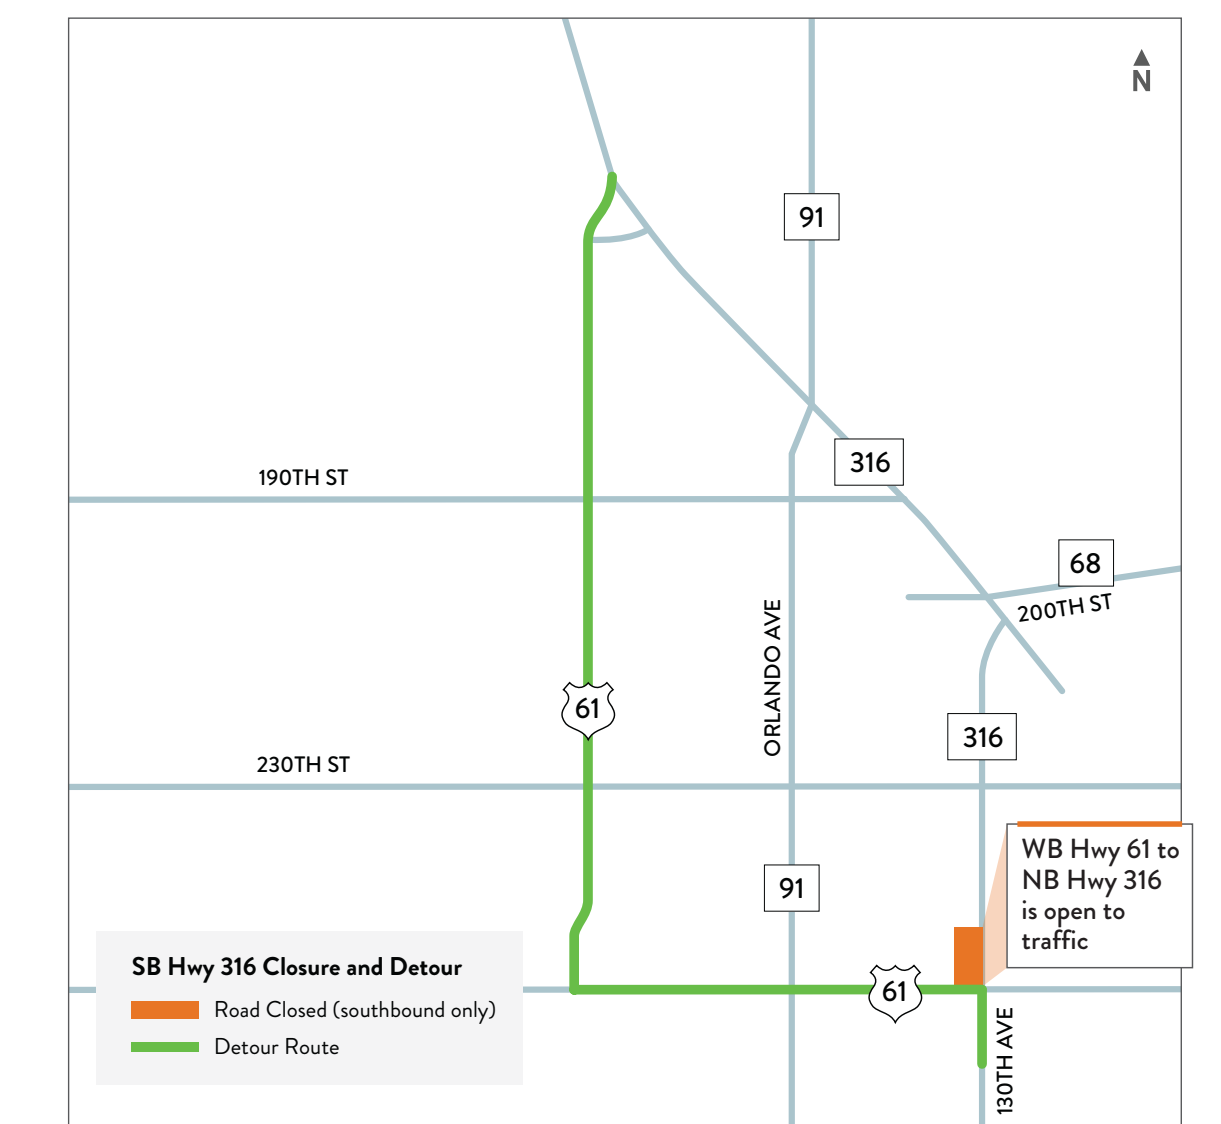 N
91
316
190TH ST
68
200TH ST
ORLANDO AVE
61
316
230TH ST
WB Hwy 61 to
NB Hwy 316
is open to
traffic
91
SB Hwy 316 Closure and Detour
Road Closed (southbound only)
Detour Route
61
130TH AVE